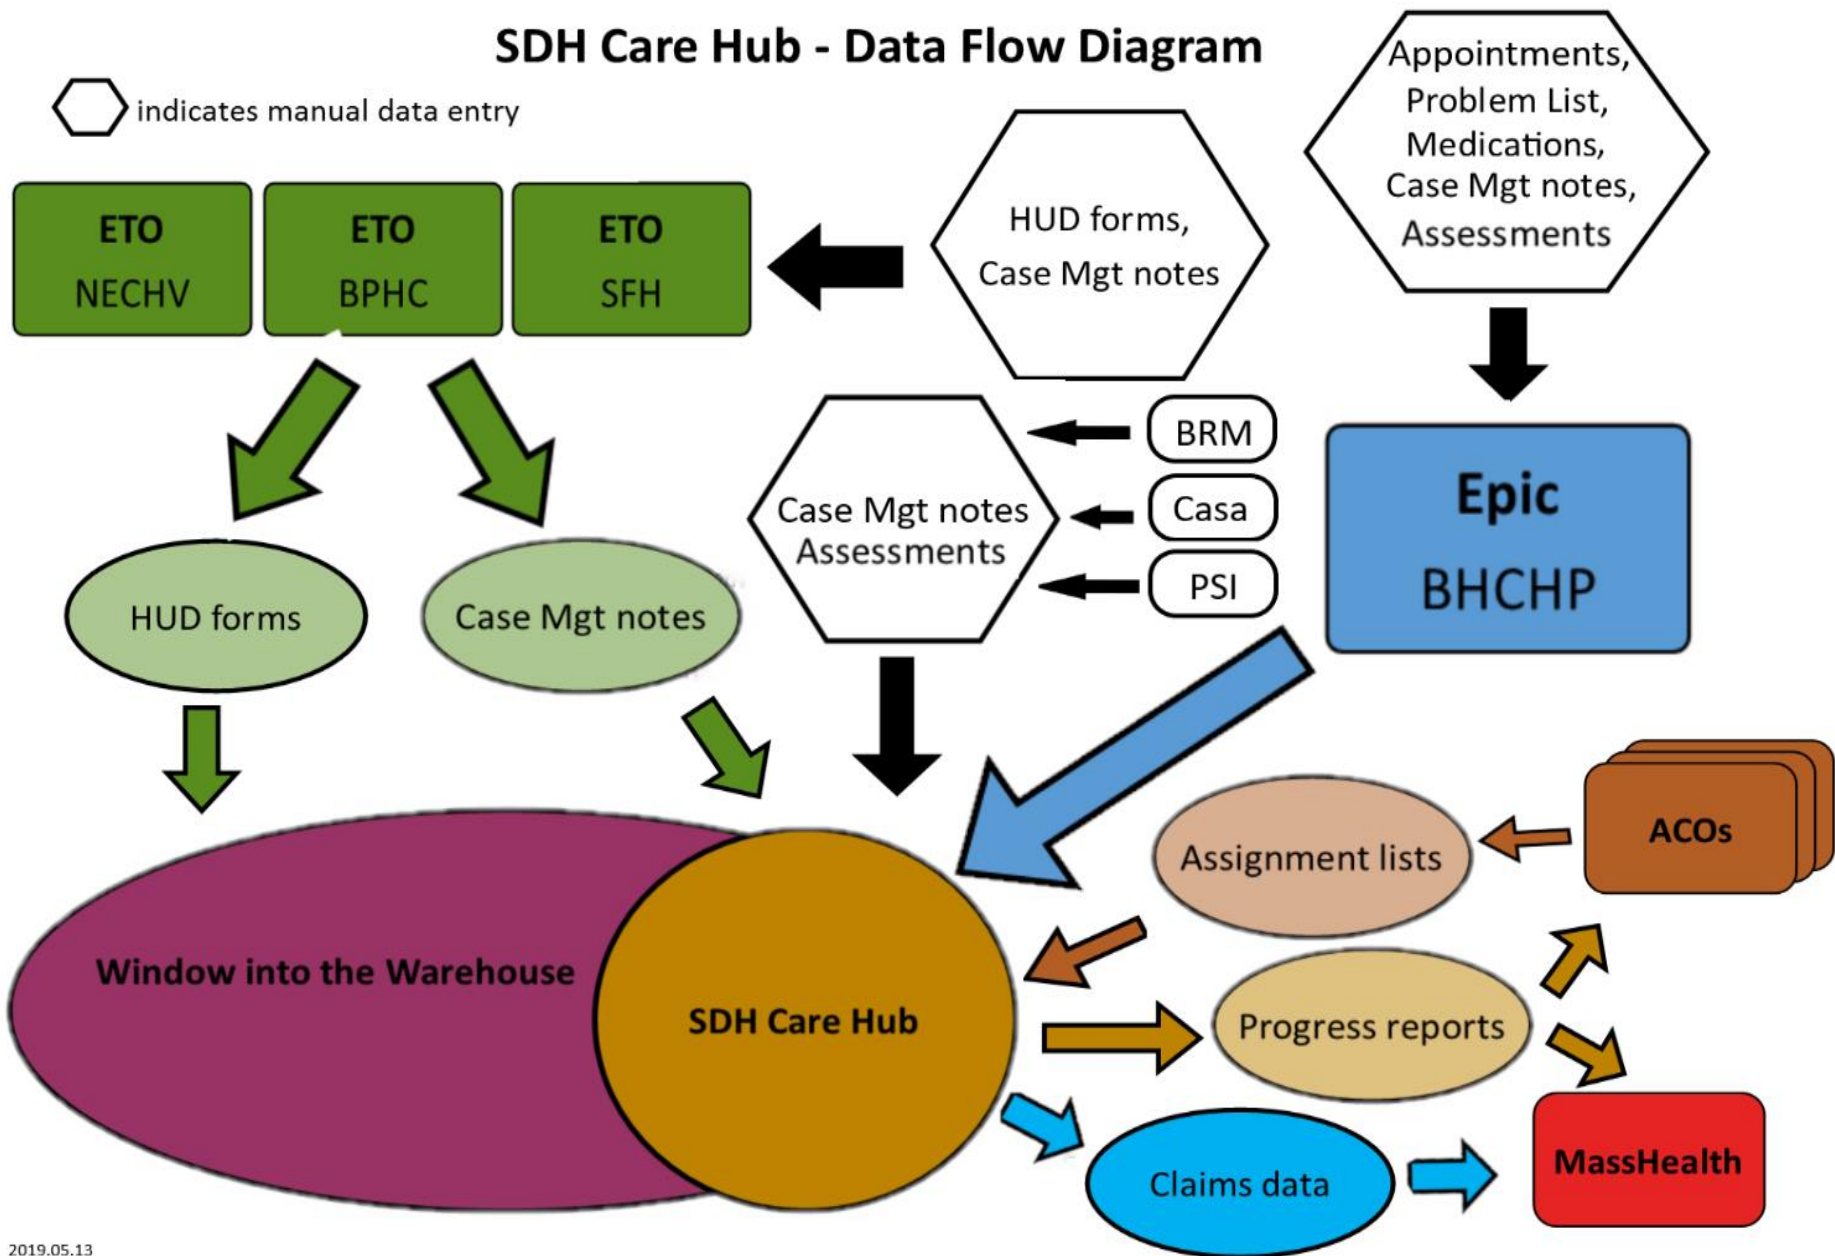 SDH Care Hub - Data Flow Diagram
indicates manual data entry
Appointments,
Problem List,
Medications,
Case Mgt notes,
Assessments
ETO
NECHV
ETO
BPHC
ETO
SFH
HUD forms,
Case Mgt notes
BRM
Casa
PSI
Case Mgt notes
Assessments
Epic
BHCHP
HUD forms
Case Mgt notes
ACOs
Assignment lists
Window into the Warehouse
SDH Care Hub
Progress reports
MassHealth
Claims data
2019.05.13